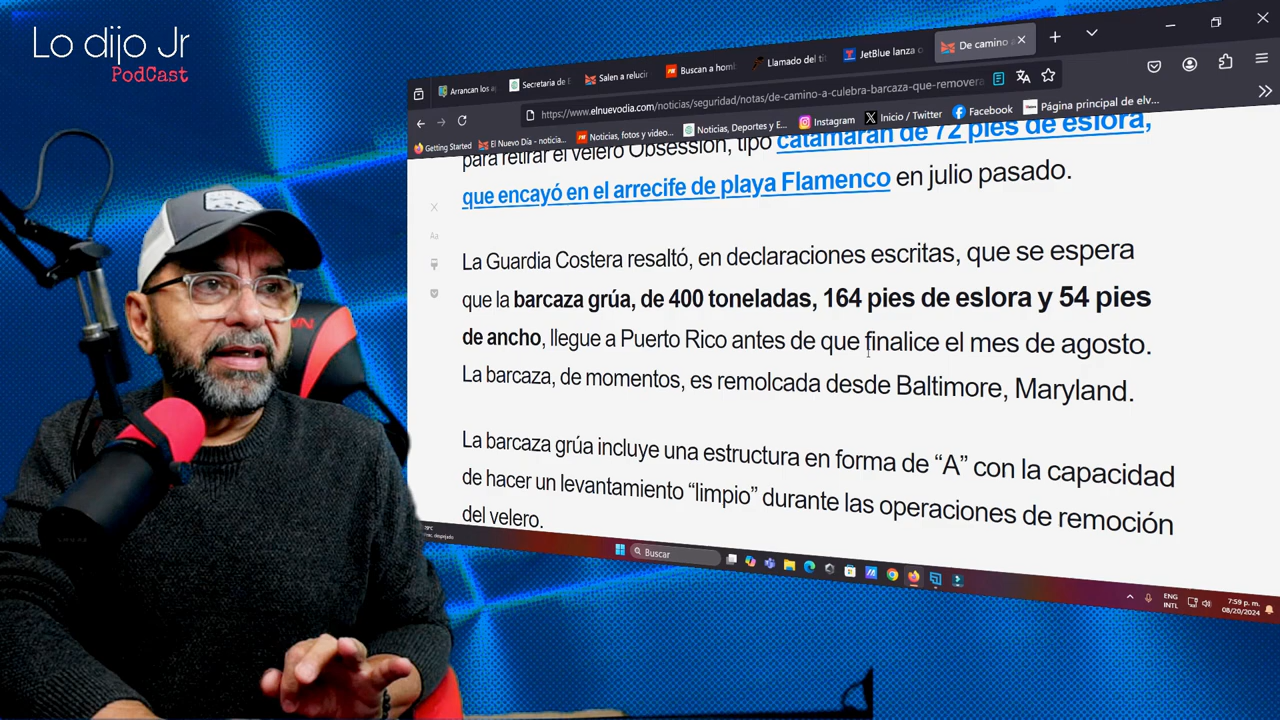 Lo dijo Jr
PodCast
Arrancan los a
Secretaria de E
Salen a relucir
Buscan a homb
Llamado del ti
JetBlue lanza o
De camino a
https://www.elnuevodia.com/noticias/seguridad/notas/de-camino-a-culebra-barcaza-que-removera
Getting Started
El Nuevo Día - noticia
Noticias, fotos y video...
Noticias, Deportes y E...
Instagram
Inicio / Twitter
Facebook
Página principal de elv...
para retirar el velero Obsession, tipo catamarán de 72 pies de eslora,
que encayó en el arrecife de playa Flamenco en julio pasado.
Aa
La Guardia Costera resaltó, en declaraciones escritas, que se espera
que la barcaza grúa, de 400 toneladas, 164 pies de eslora y 54 pies
de ancho, llegue a Puerto Rico antes de que finalice el mes de agosto.
La barcaza, de momentos, es remolcada desde Baltimore, Maryland.
La barcaza grúa incluye una estructura en forma de “A” con la capacidad
de hacer un levantamiento “limpio” durante las operaciones de remoción
del velero.
Buscar
ENG
INTL
7:59 p. m.
08/20/2024